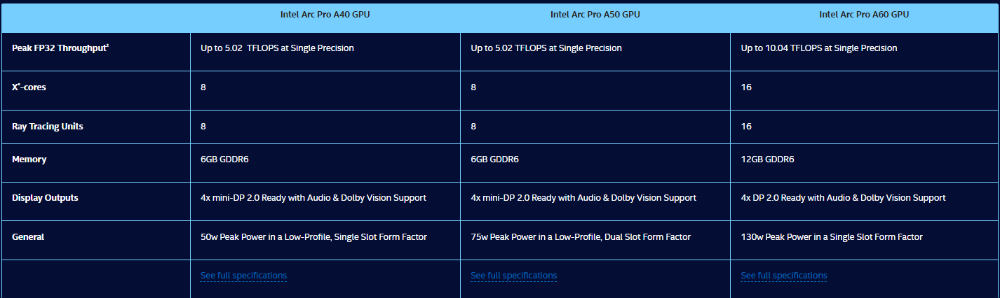 Intel Arc Pro A40 GPU Intel Arc Pro A50 GPU Intel Arc Pro A60 GPU
Peak FP32 Throughput² Up to 5.02 TFLOPS at Single Precision Up to 5.02 TFLOPS at Single Precision Up to 10.04 TFLOPS at Single Precision
Xᵉ-cores 8 8 16
Ray Tracing Units 8 8 16
Memory 6GB GDDR6 6GB GDDR6 12GB GDDR6
Display Outputs 4x mini-DP 2.0 Ready with Audio & Dolby Vision Support 4x mini-DP 2.0 Ready with Audio & Dolby Vision Support 4x DP 2.0 Ready with Audio & Dolby Vision Support
General 50w Peak Power in a Low-Profile, Single Slot Form Factor 75w Peak Power in a Low-Profile, Dual Slot Form Factor 130w Peak Power in a Single Slot Form Factor
See full specifications See full specifications See full specifications